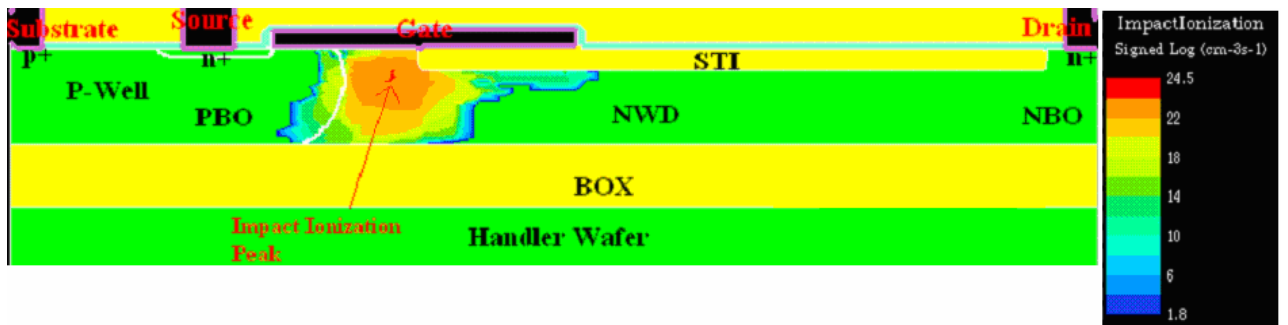 Substrate
Source
Gate
Drain
p+
n+
STI
n+
P-Well
PBO
NWD
NBO
BOX
Impact Ionization
Peak
Handler Wafer
ImpactIonization
Signed Log (cm-3s-1)
24.5
22
18
14
10
6
1.8